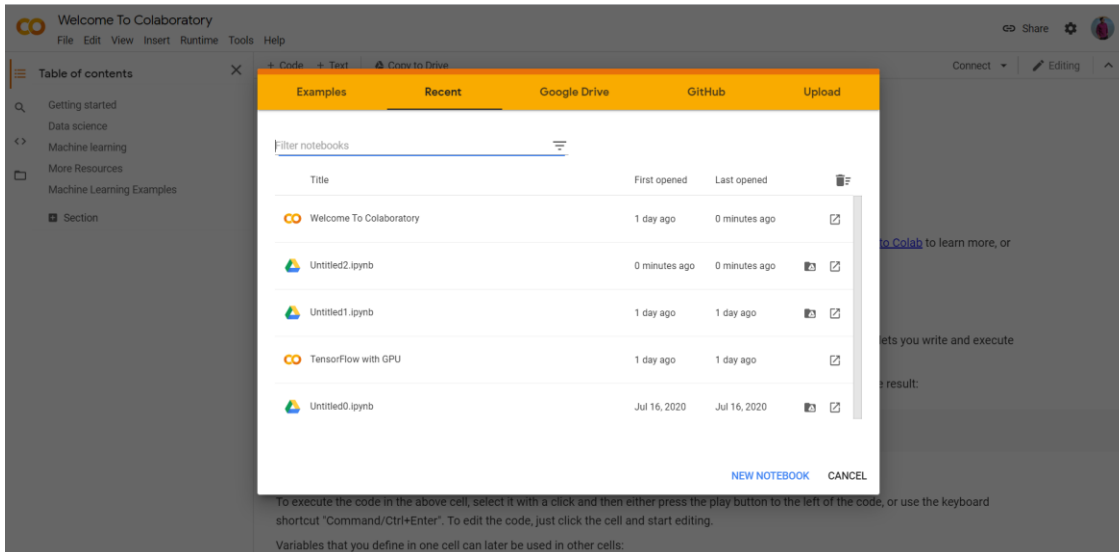 Welcome To Colaboratory
File Edit View Insert Runtime Tools Help
Share
Table of contents
Getting started
Data science
Machine learning
More Resources
Machine Learning Examples
Section
+ Code + Text Copy to Drive
Connect
Editing
Examples Recent Google Drive GitHub Upload
Filter notebooks
Title First opened Last opened
Welcome To Colaboratory 1 day ago 0 minutes ago
Untitled2.ipynb 0 minutes ago 0 minutes ago
Untitled1.ipynb 1 day ago 1 day ago
TensorFlow with GPU 1 day ago 1 day ago
Untitled0.ipynb Jul 16, 2020 Jul 16, 2020
NEW NOTEBOOK CANCEL
to Colab to learn more, or
lets you write and execute
result:
To execute the code in the above cell, select it with a click and then either press the play button to the left of the code, or use the keyboard
shortcut "Command/Ctrl+Enter". To edit the code, just click the cell and start editing.
Variables that you define in one cell can later be used in other cells: